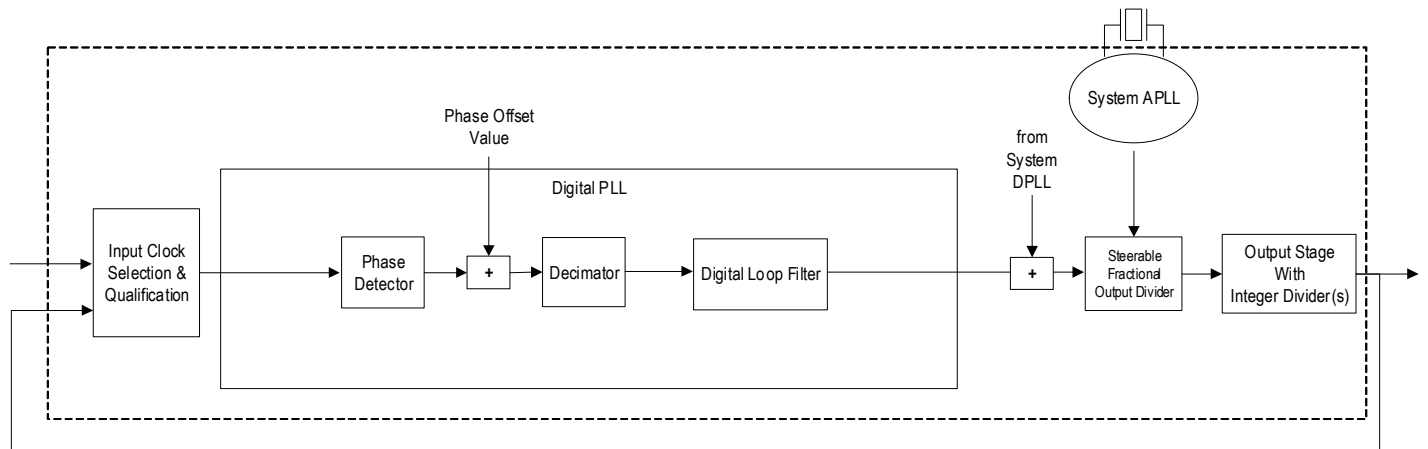 System APLL
Phase Offset
Value
from
System
DPLL
Digital PLL
Input Clock
Selection &
Qualification
Phase
Detector
+
Decimator
Digital Loop Filter
+
Steerable
Fractional
Output Divider
Output Stage
With
Integer Divider(s)